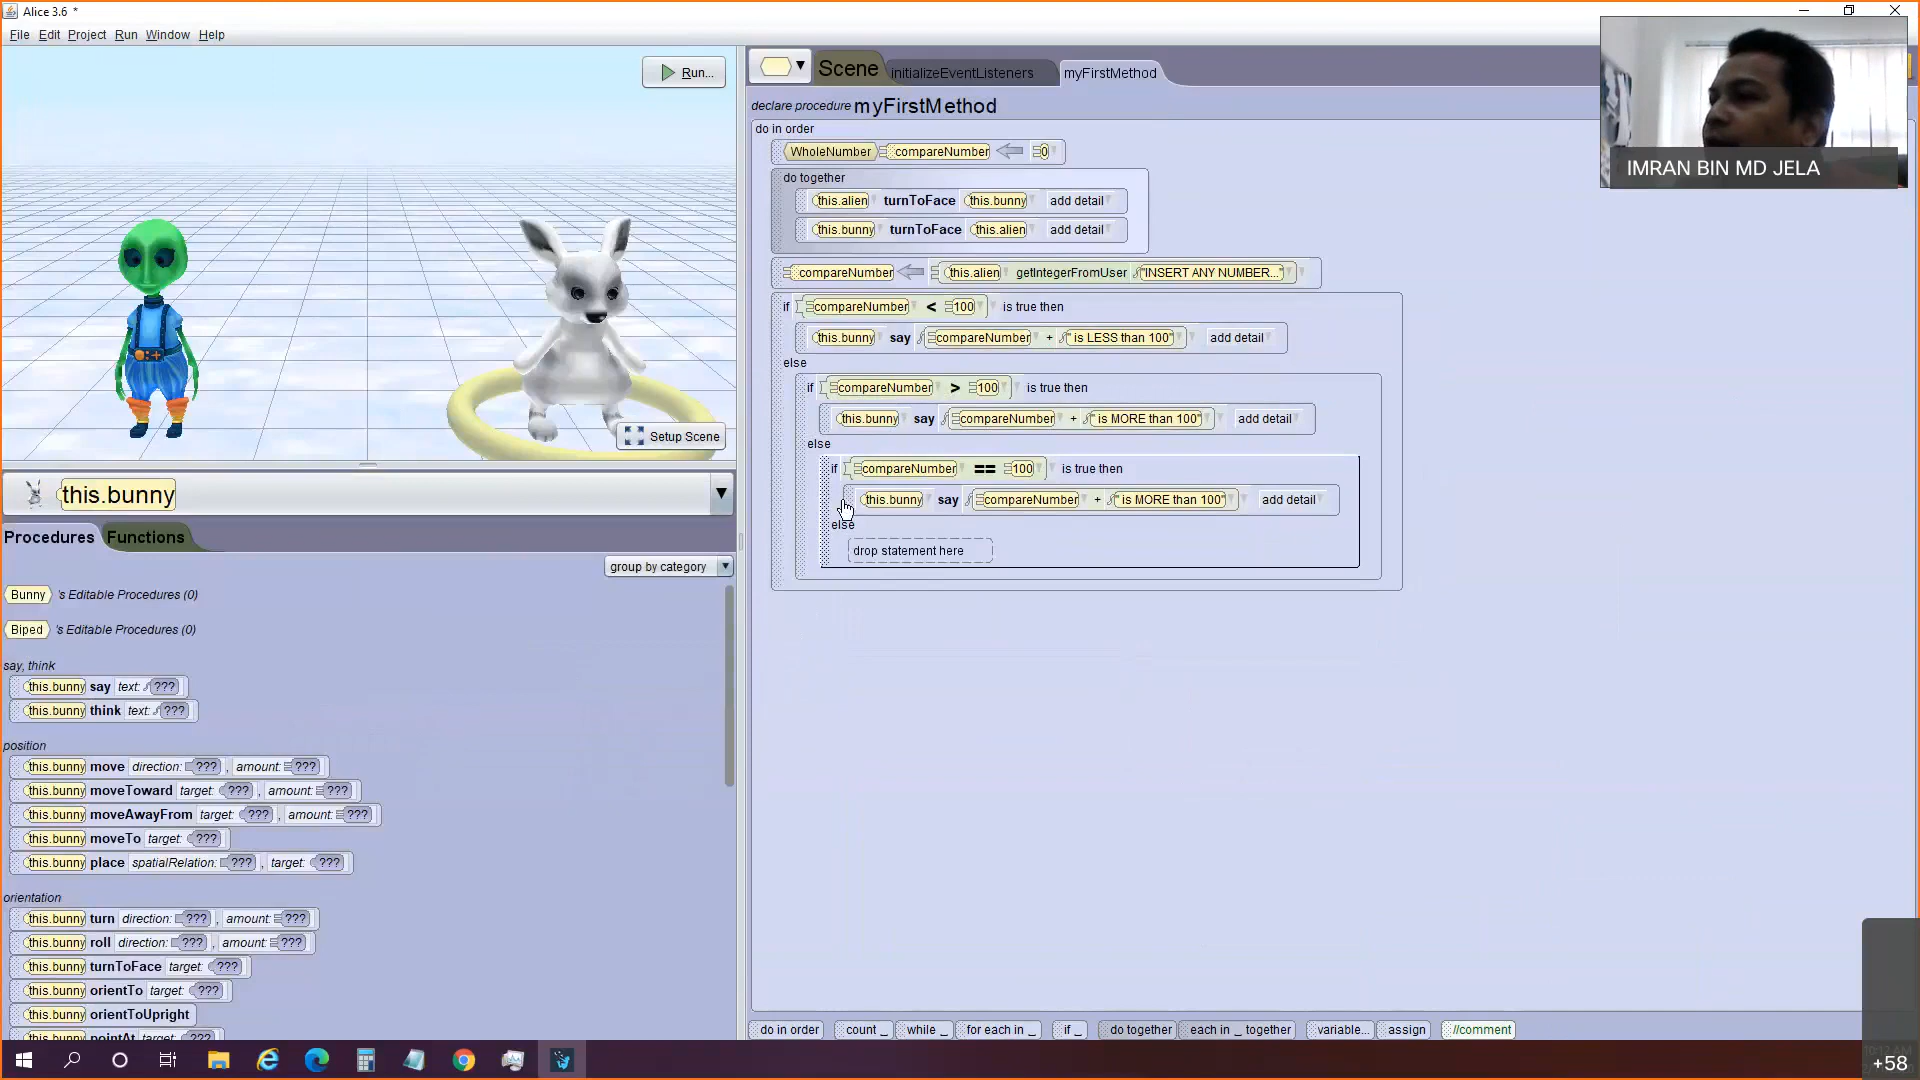 Alice 3.6 *
File Edit Project Run Window Help
Run...
Setup Scene
this.bunny
Procedures Functions
group by category
Bunny 's Editable Procedures (0)
Biped 's Editable Procedures (0)
say, think
this.bunny say text: ???
this.bunny think text: ???
position
this.bunny move direction: ??? , amount: ???
this.bunny moveToward target: ??? , amount: ???
this.bunny moveAwayFrom target: ??? , amount: ???
this.bunny moveTo target: ???
this.bunny place spatialRelation: ??? , target: ???
orientation
this.bunny turn direction: ??? , amount: ???
this.bunny roll direction: ??? , amount: ???
this.bunny turnToFace target: ???
this.bunny orientTo target: ???
this.bunny orientToUpright
this.bunny pointAt target: ???
Scene initializeEventListeners myFirstMethod
declare procedure myFirstMethod
do in order
WholeNumber compareNumber 0
do together
this.alien turnToFace this.bunny add detail
this.bunny turnToFace this.alien add detail
compareNumber this.alien getIntegerFromUser "INSERT ANY NUMBER..."
if compareNumber < 100 is true then
this.bunny say compareNumber + " is LESS than 100" add detail
else
if compareNumber > 100 is true then
this.bunny say compareNumber + " is MORE than 100" add detail
else
if compareNumber == 100 is true then
this.bunny say compareNumber + " is MORE than 100" add detail
else
drop statement here
do in order count _ while _ for each in _ if _ do together each in _ together variable... assign //comment
IMRAN BIN MD JELA
+58